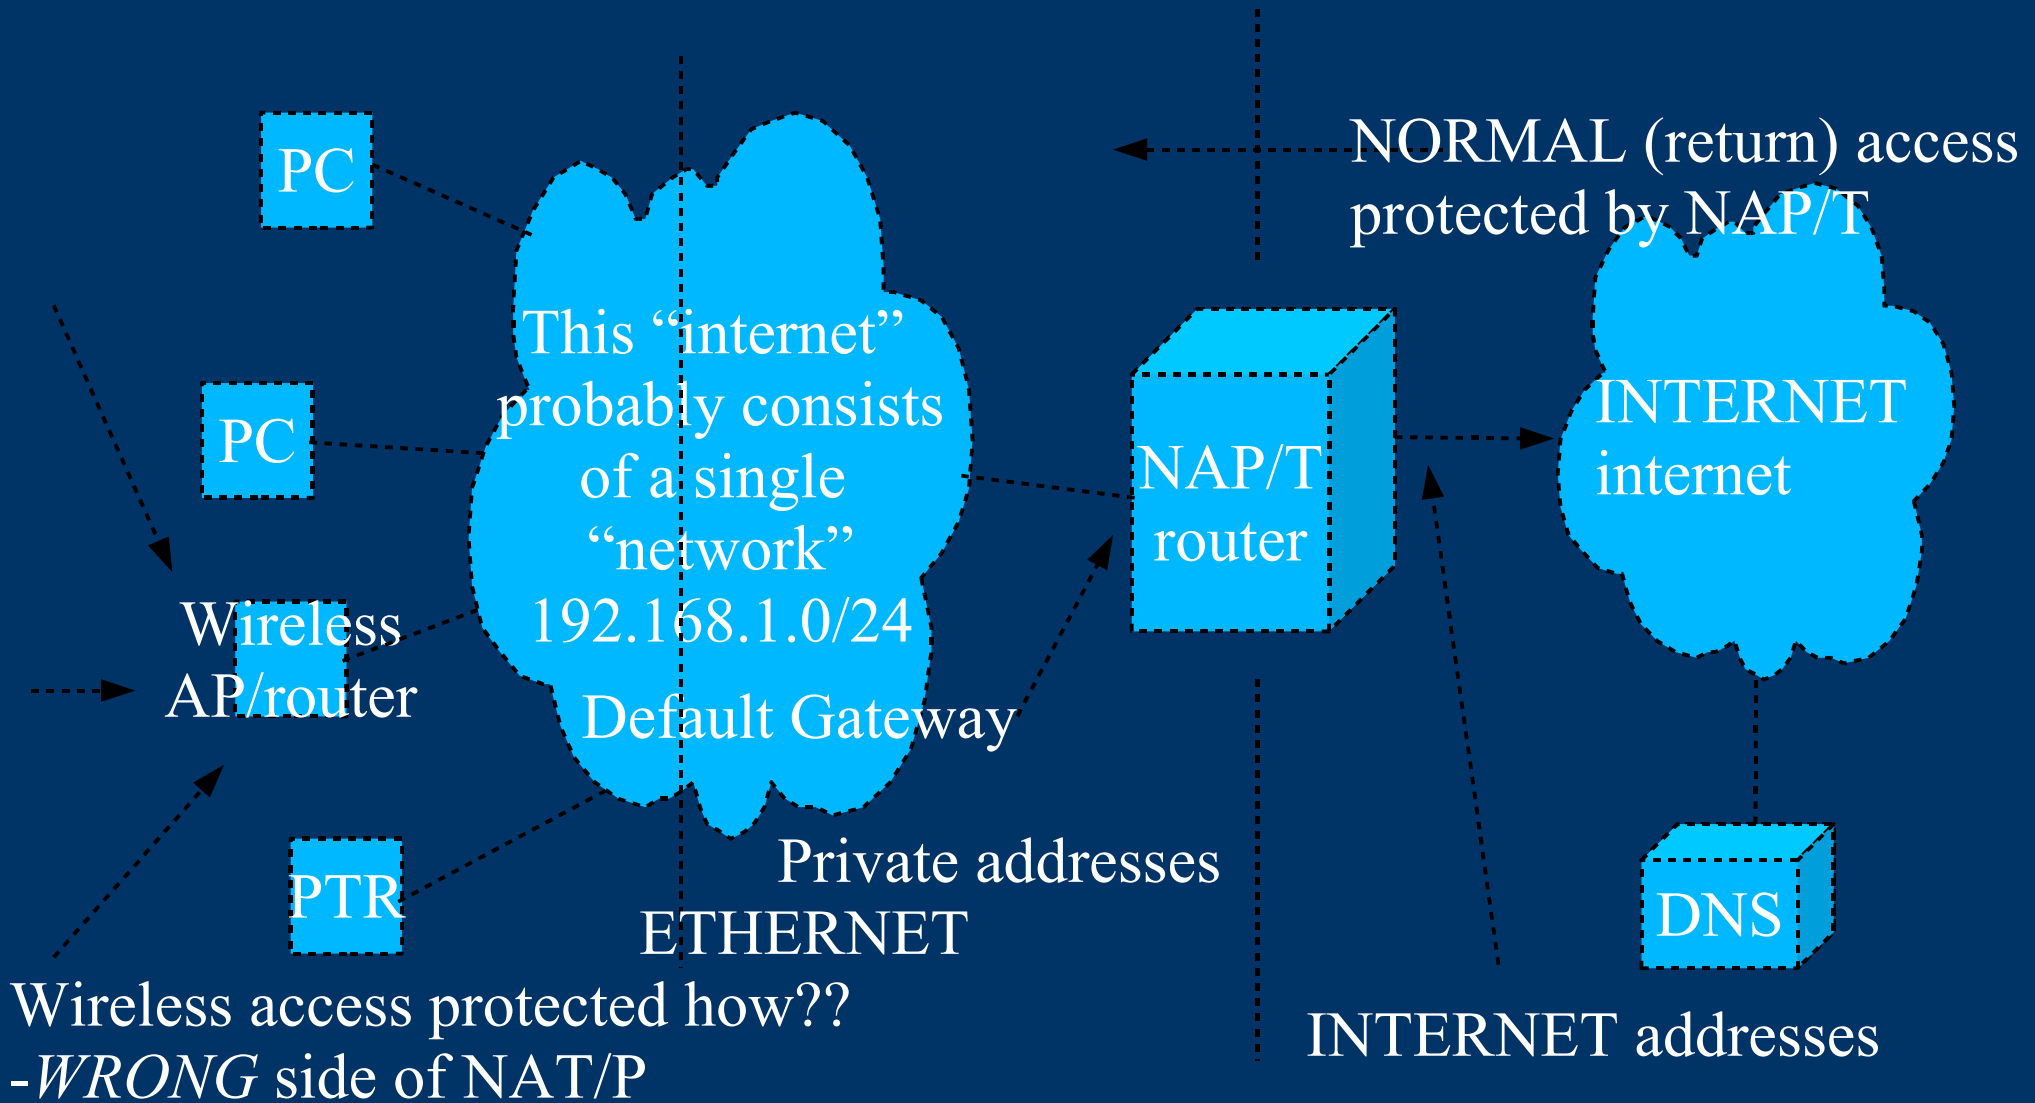 NORMAL (return) access
protected by NAP/T
PC
PC
Wireless
AP/router
PTR
This “internet”
probably consists
of a single
“network”
192.168.1.0/24
Default Gateway
NAP/T
router
INTERNET
internet
DNS
Private addresses
ETHERNET
Wireless access protected how??
-WRONG side of NAT/P
INTERNET addresses